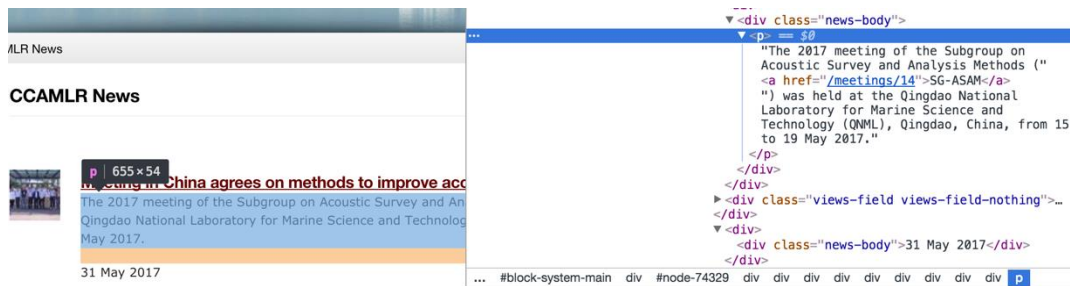 MLR News
CCAMLR News
p 655×54
Meeting in China agrees on methods to improve acc
The 2017 meeting of the Subgroup on Acoustic Survey and An
Qingdao National Laboratory for Marine Science and Technolog
May 2017.
31 May 2017
</div>
▼<div class="news-body">
… ▼<p> == $0
"The 2017 meeting of the Subgroup on
Acoustic Survey and Analysis Methods ("
<a href="/meetings/14">SG-ASAM</a>
") was held at the Qingdao National
Laboratory for Marine Science and
Technology (QNML), Qingdao, China, from 15
to 19 May 2017."
</p>
</div>
</div>
▶<div class="views-field views-field-nothing">…
</div>
▼<div>
<div class="news-body">31 May 2017</div>
</div>
… #block-system-main div #node-74329 div div div div div div div div div p